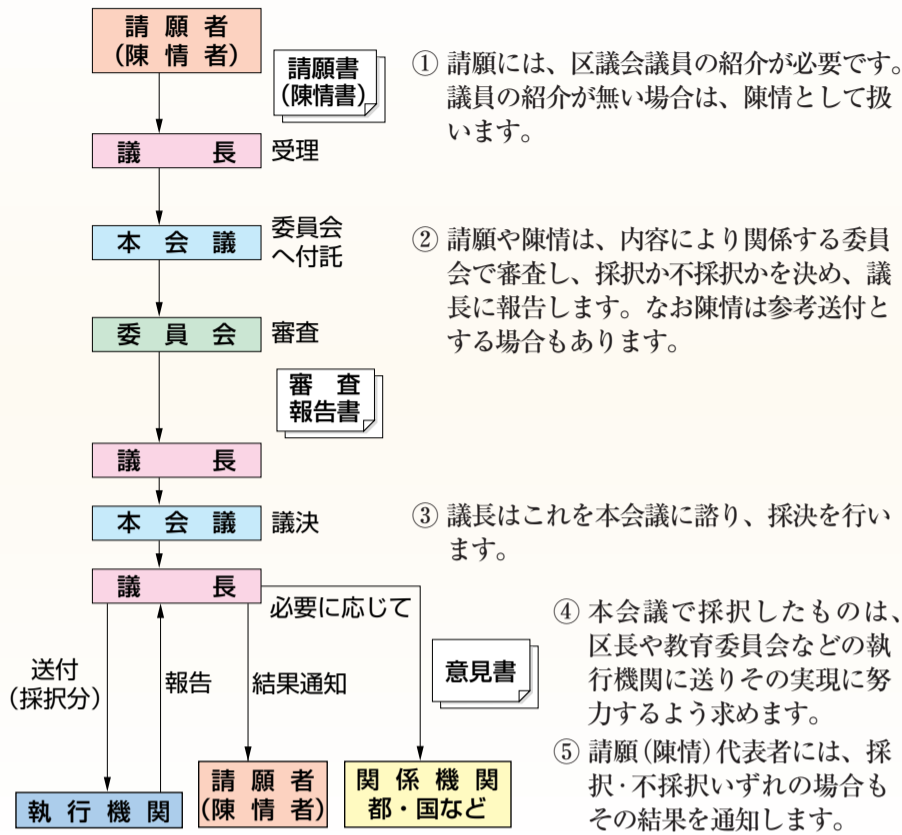 請願者
(陳情者)
請願書
(陳情書)
① 請願には、区議会議員の紹介が必要です。
議員の紹介が無い場合は、陳情として扱
います。
議長 受理
本会議 委員会
へ付託
② 請願や陳情は、内容により関係する委員
会で審査し、採択か不採択かを決め、議
長に報告します。なお陳情は参考送付と
する場合もあります。
委員会 審査
審査
報告書
議長
本会議 議決
③ 議長はこれを本会議に諮り、採決を行い
ます。
議長
必要に応じて
送付
(採択分)
報告
結果通知
意見書
④ 本会議で採択したものは、
区長や教育委員会などの執
行機関に送りその実現に努
力するよう求めます。
⑤ 請願(陳情)代表者には、採
択・不採択いずれの場合も
その結果を通知します。
執行機関
請願者
(陳情者)
関係機関
都・国など